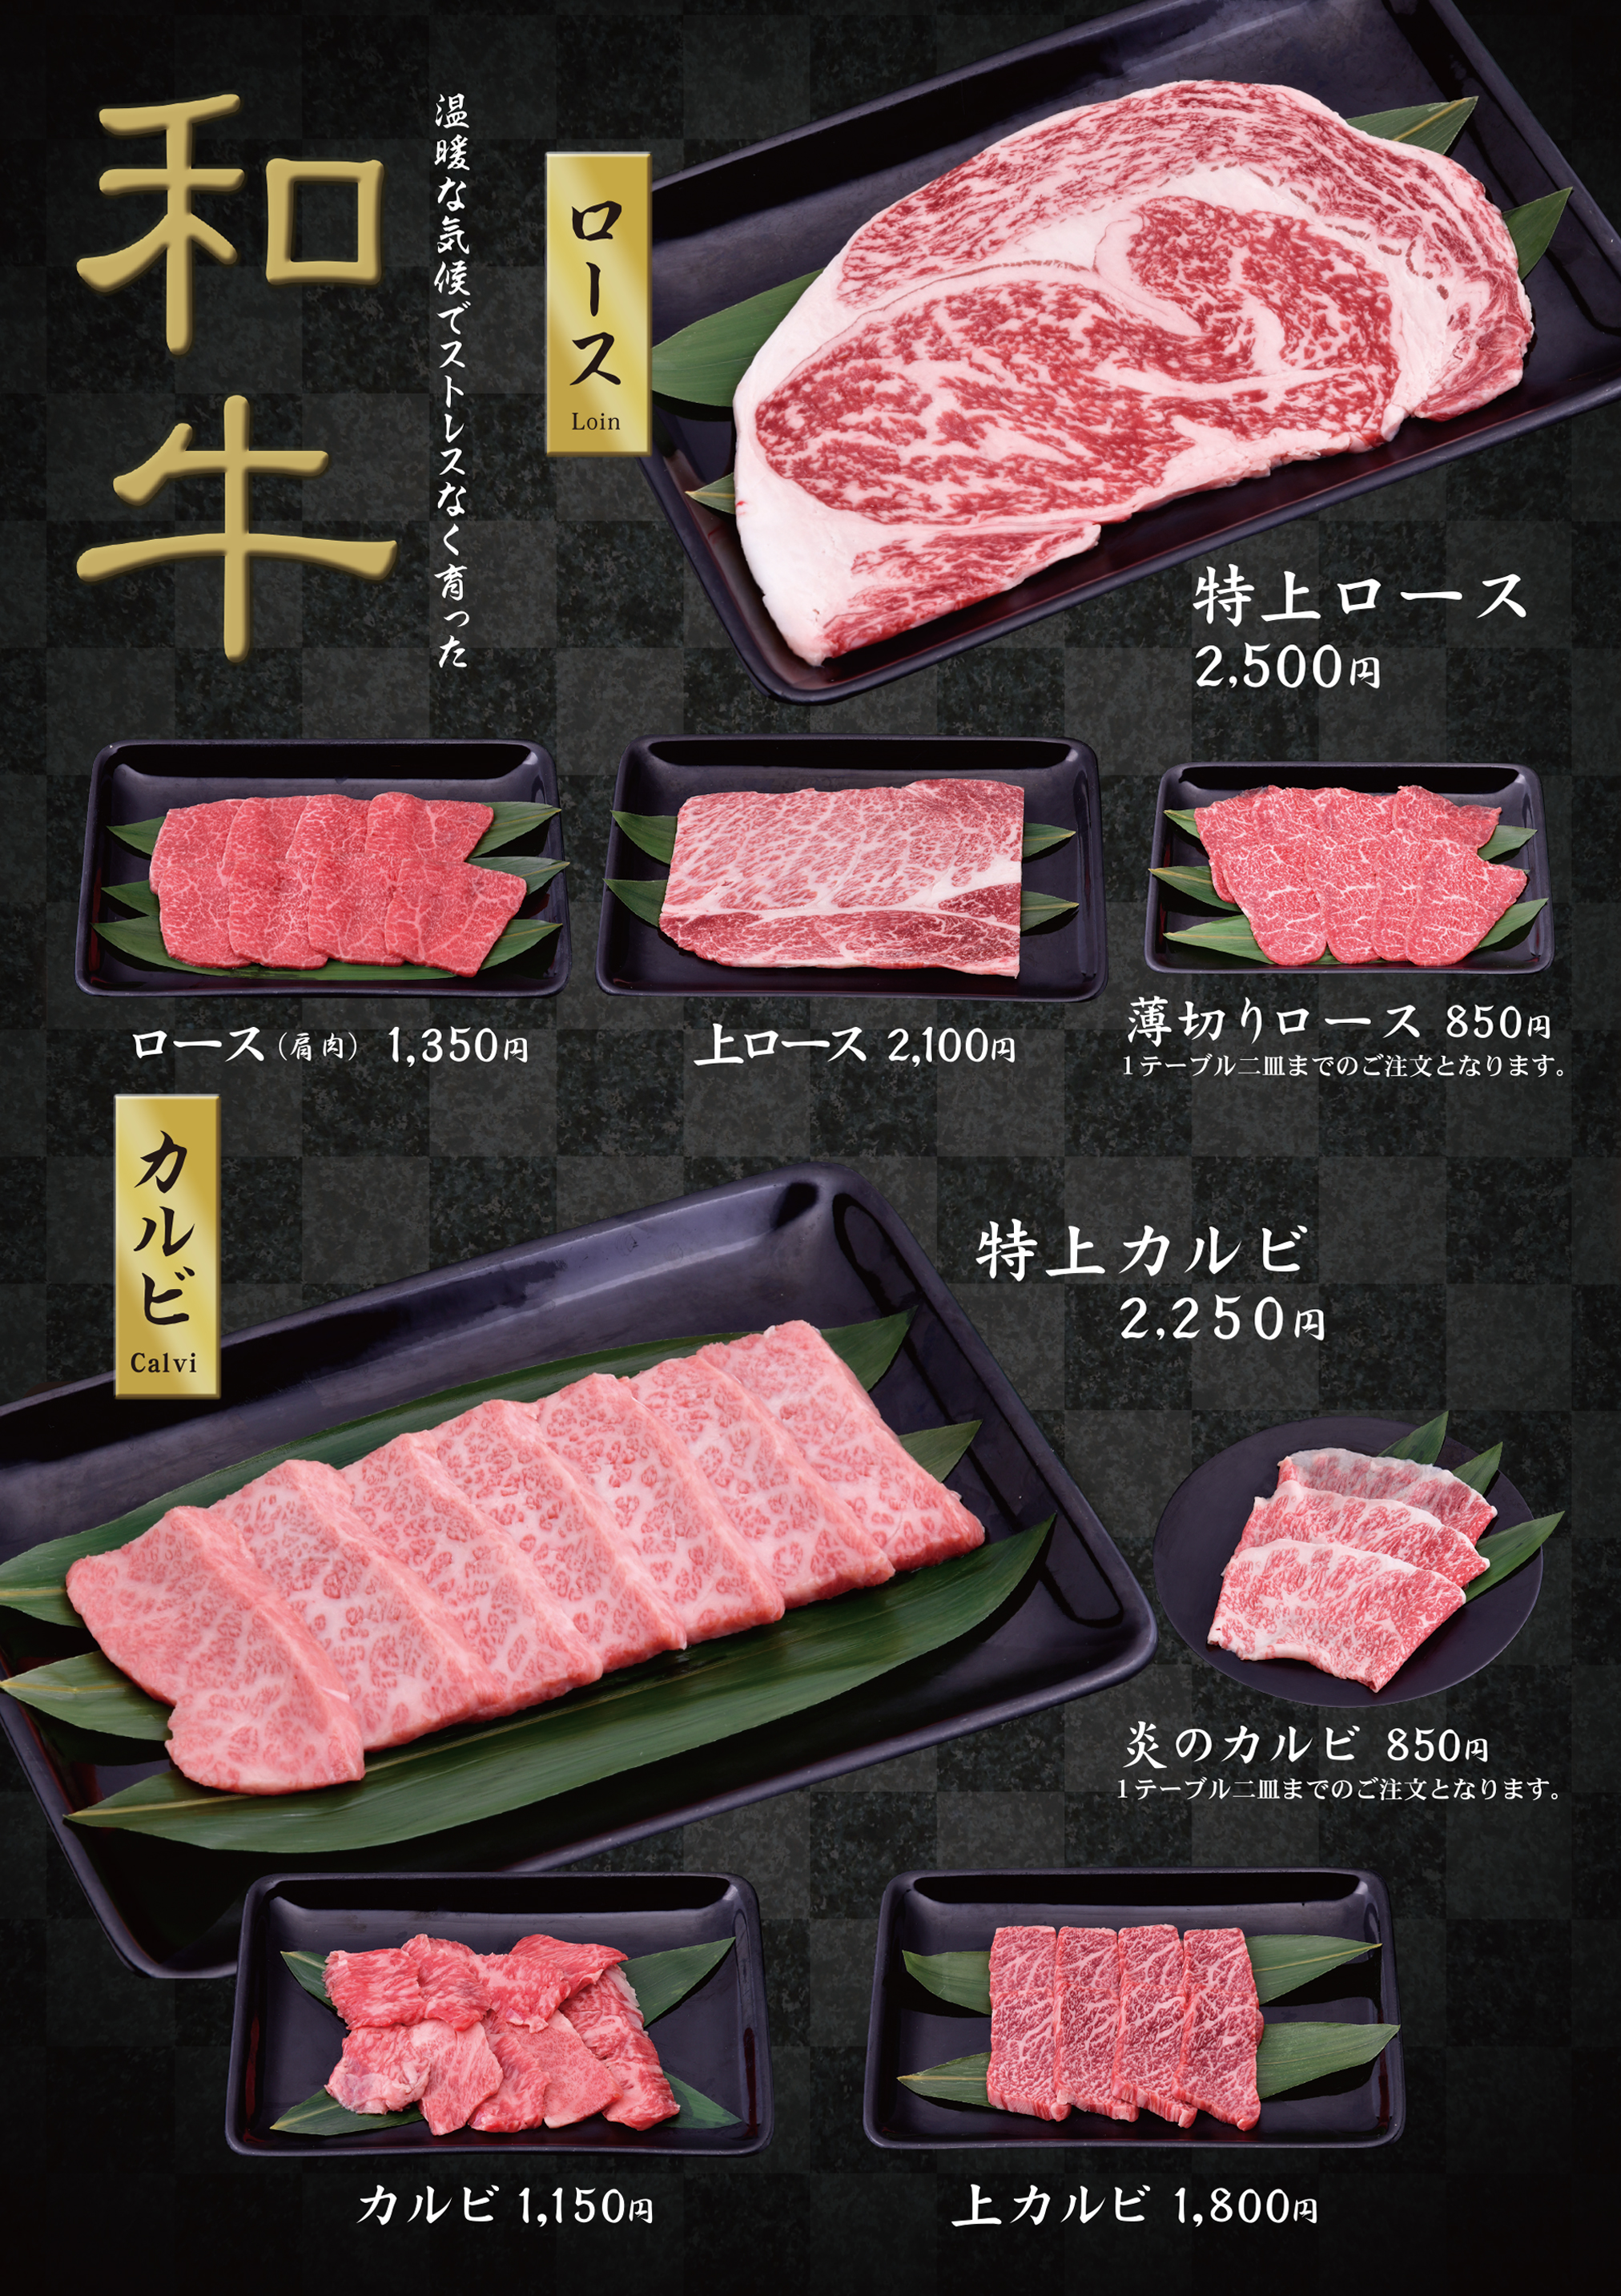 和牛
温暖な気候でストレスなく育った
ロース
Loin
特上ロース
2,500円
ロース（肩肉） 1,350円
上ロース 2,100円
薄切りロース 850円
1テーブル二皿までのご注文となります。
カルビ
Calvi
特上カルビ
2,250円
炎のカルビ 850円
1テーブル二皿までのご注文となります。
カルビ 1,150円
上カルビ 1,800円